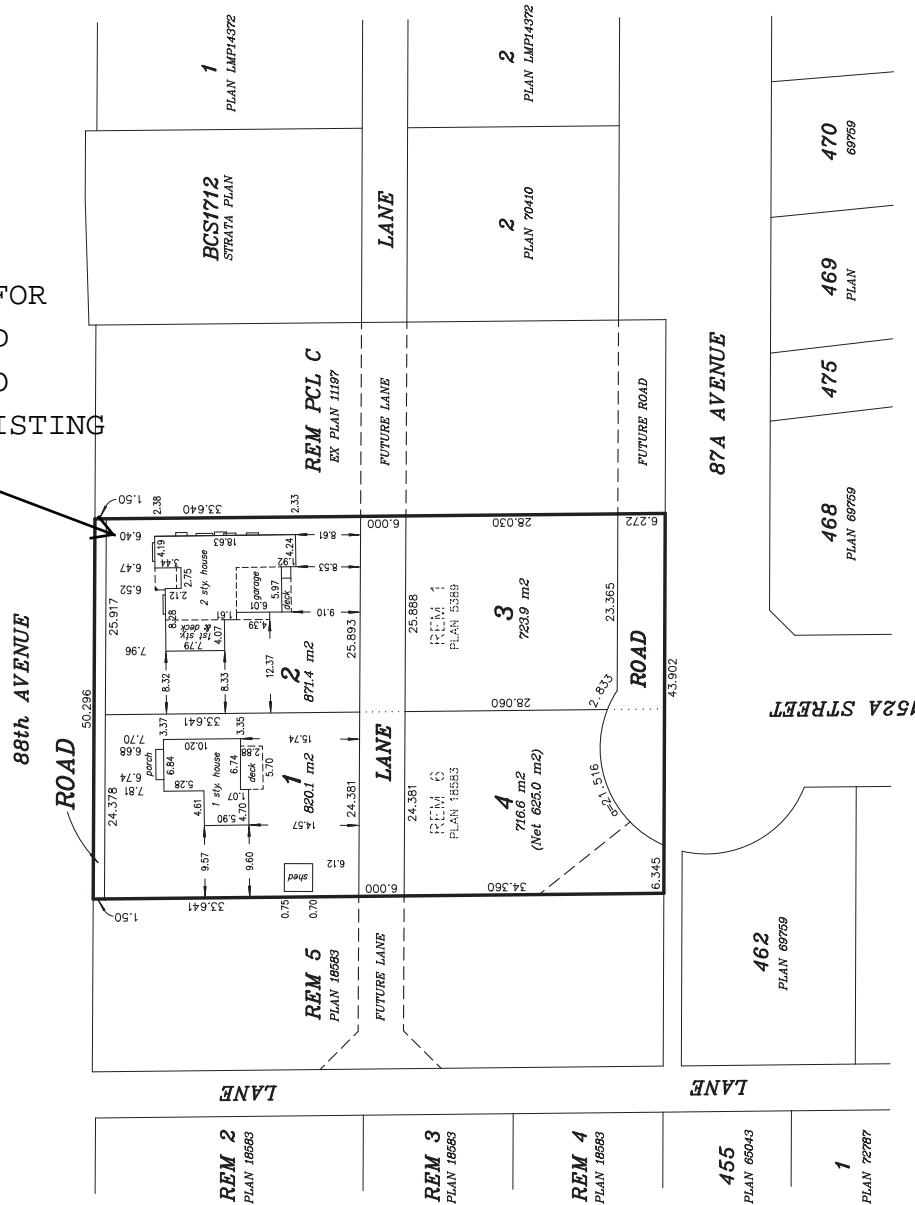 FOR
D
D
ISTING
88th AVENUE
ROAD
50.296
1
PLAN LMP14372
2
PLAN LMP14372
BCS1712
STRATA PLAN
LANE
2
PLAN 70410
REM PCL C
EX PLAN 11197
FUTURE LANE
FUTURE ROAD
87A AVENUE
470
69759
469
PLAN
475
468
PLAN 69759
1.50
33.640
2.38
2.33
6.40
6.47
6.52
25.917
7.96
4.19
3.44
2.12
2.75
18.63
2 sty. house
8.28
1st sty.
& deck
7.79
4.07
1.61
6.01
garage
5.97
deck
1.92
4.24
4.39
8.61
8.53
9.10
8.32
8.33
12.37
2
871.4 m2
25.893
33.641
24.378
7.70
6.68
6.74
7.81
3.37
porch
6.84
5.28
10.20
1 sty. house
3.35
6.74
2.88
deck
5.70
1.07
4.61
5.90
4.70
15.74
14.57
9.57
9.60
1
820.1 m2
24.381
shed
6.12
0.75
0.70
33.641
1.50
6.000
LANE
6.000
25.888
28.030
REM 1
PLAN 5389
3
723.9 m2
23.365
6.272
28.060
2.833
ROAD
43.902
24.381
REM 6
PLAN 18583
4
716.6 m2
(Net 625.0 m2)
a=21.516
34.360
6.345
152A STREET
REM 5
PLAN 18583
FUTURE LANE
462
PLAN 69759
LANE
LANE
REM 2
PLAN 18583
REM 3
PLAN 18583
REM 4
PLAN 18583
455
PLAN 65043
1
PLAN 72787